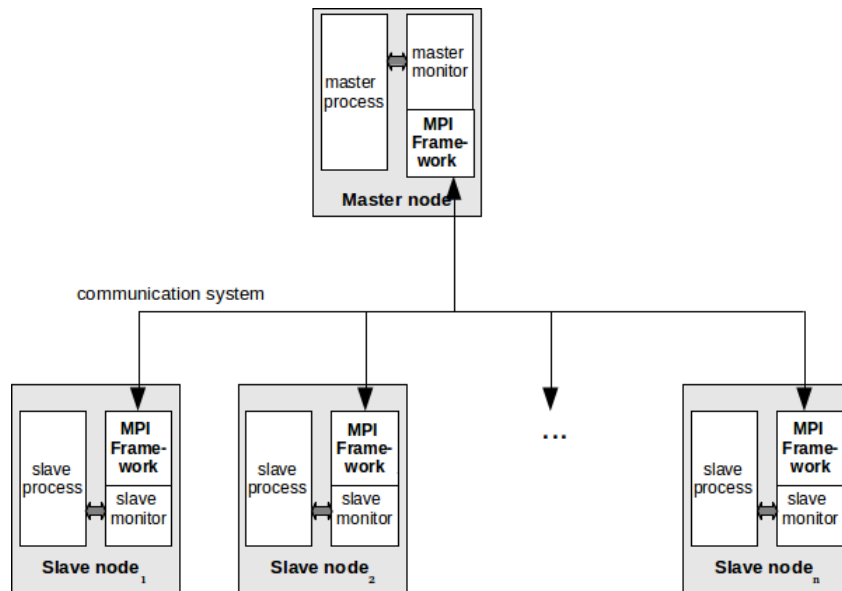 master
process
master
monitor
MPI
Frame-
work
Master node
communication system
slave
process
MPI
Frame-
work
slave
monitor
Slave node1
slave
process
MPI
Frame-
work
slave
monitor
Slave node2
...
slave
process
MPI
Frame-
work
slave
monitor
Slave noden